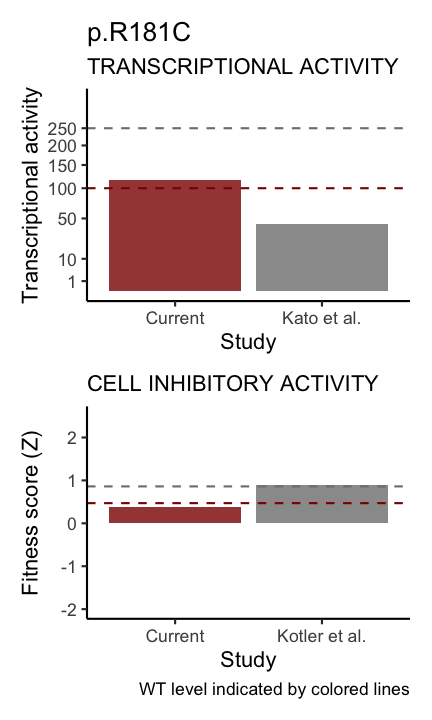 p.R181C
TRANSCRIPTIONAL ACTIVITY
Transcriptional activity
250
200
150
100
50
10
1
Current
Kato et al.
Study
CELL INHIBITORY ACTIVITY
Fitness score (Z)
2
1
0
-1
-2
Current
Kotler et al.
Study
WT level indicated by colored lines